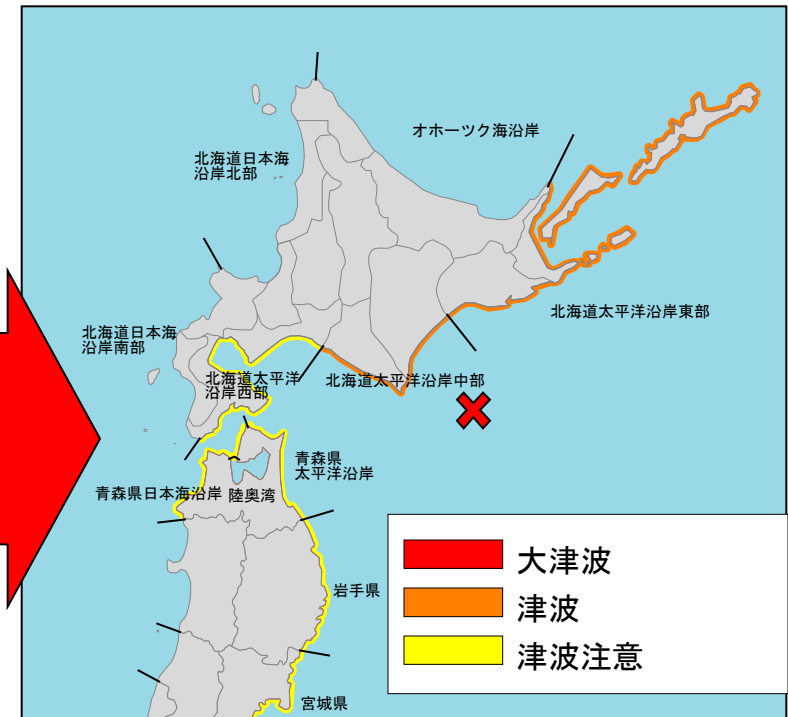 オホーツク海沿岸
北海道日本海
沿岸北部
北海道太平洋沿岸東部
北海道日本海
沿岸南部
北海道太平洋
沿岸西部
北海道太平洋沿岸中部
青森県
太平洋沿岸
青森県日本海沿岸
陸奥湾
岩手県
宮城県
大津波
津波
津波注意